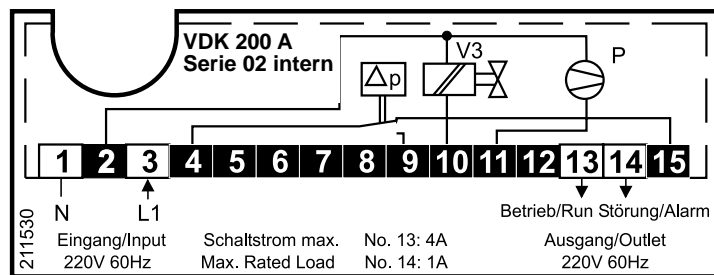 VDK 200 A
Serie 02 intern
V3
P
Δp
1 2 3 4 5 6 7 8 9 10 11 12 13 14 15
N L1 Betrieb/Run Störung/Alarm
Eingang/Input Schaltstrom max. No. 13: 4A Ausgang/Outlet
220V 60Hz Max. Rated Load No. 14: 1A 220V 60Hz
211530